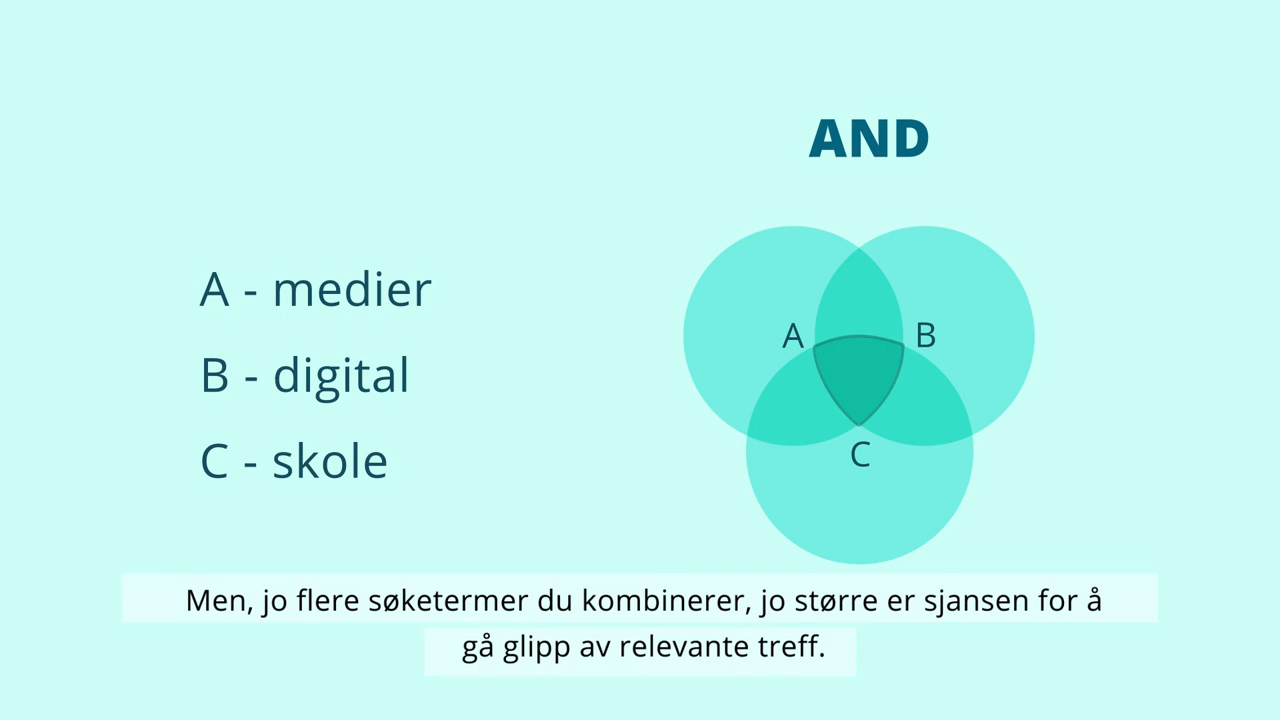 AND
A - medier
B - digital
C - skole
A
B
C
Men, jo flere søketermer du kombinerer, jo større er sjansen for å
gå glipp av relevante treff.